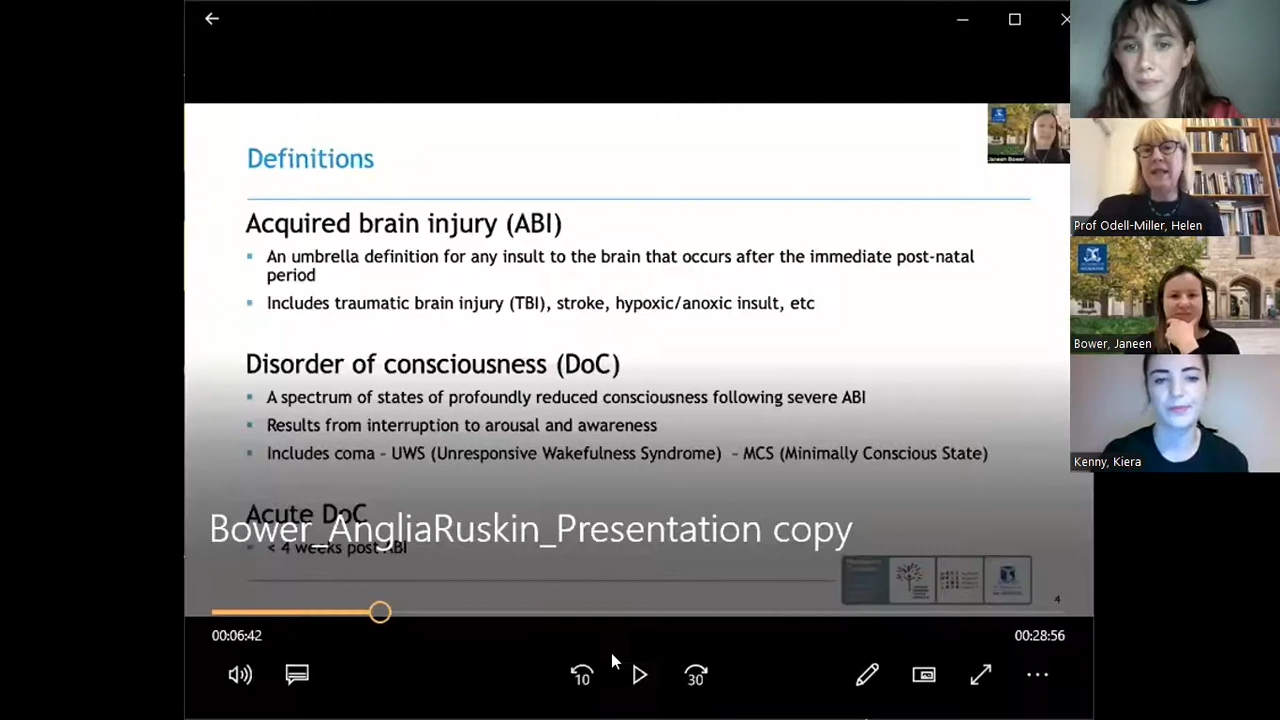 Definitions
Janeen Bower
Acquired brain injury (ABI)
An umbrella definition for any insult to the brain that occurs after the immediate post-natal
period
Includes traumatic brain injury (TBI), stroke, hypoxic/anoxic insult, etc
Disorder of consciousness (DoC)
A spectrum of states of profoundly reduced consciousness following severe ABI
Results from interruption to arousal and awareness
Includes coma – UWS (Unresponsive Wakefulness Syndrome) – MCS (Minimally Conscious State)
Acute DoC
Bower_AngliaRuskin_Presentation copy
< 4 weeks post ABI
4
00:06:42
00:28:56
10
30
Prof Odell-Miller, Helen
Bower, Janeen
Kenny, Kiera